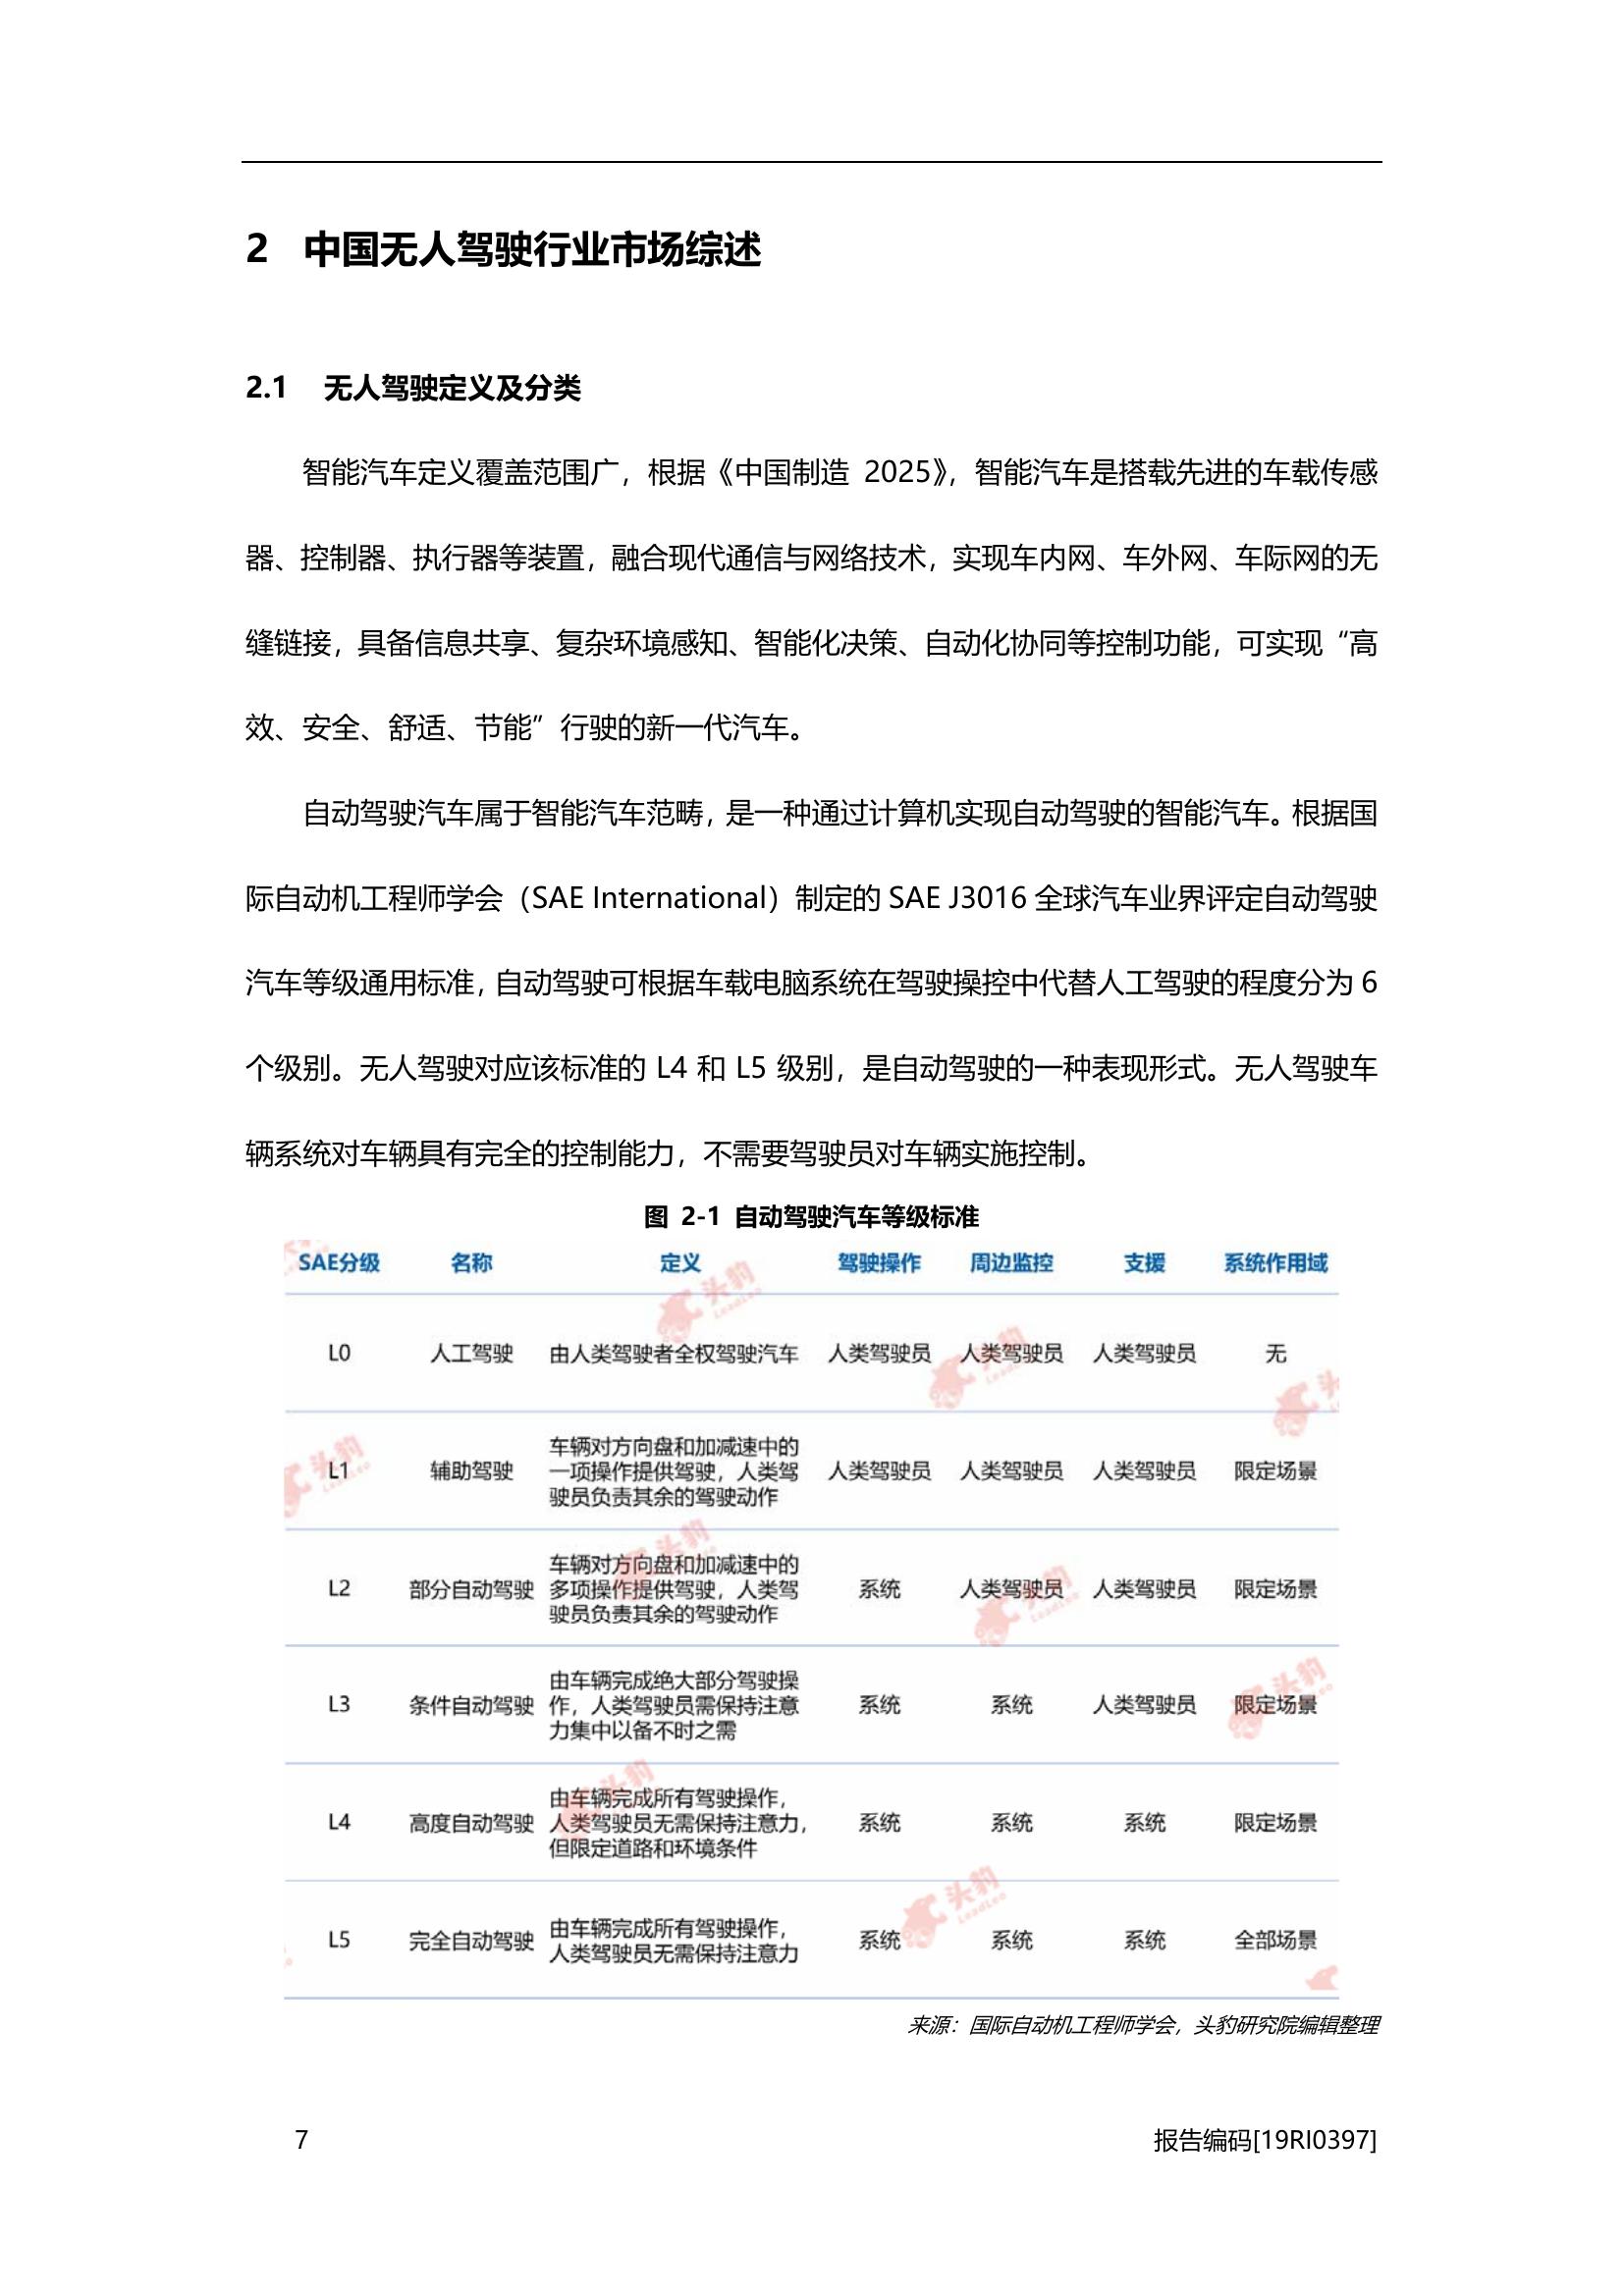 2 中国无人驾驶行业市场综述
2.1 无人驾驶定义及分类
智能汽车定义覆盖范围广，根据《中国制造 2025》，智能汽车是搭载先进的车载传感
器、控制器、执行器等装置，融合现代通信与网络技术，实现车内网、车外网、车际网的无
缝链接，具备信息共享、复杂环境感知、智能化决策、自动化协同等控制功能，可实现“高
效、安全、舒适、节能”行驶的新一代汽车。
自动驾驶汽车属于智能汽车范畴，是一种通过计算机实现自动驾驶的智能汽车。根据国
际自动机工程师学会（SAE International）制定的 SAE J3016 全球汽车业界评定自动驾驶
汽车等级通用标准，自动驾驶可根据车载电脑系统在驾驶操控中代替人工驾驶的程度分为 6
个级别。无人驾驶对应该标准的 L4 和 L5 级别，是自动驾驶的一种表现形式。无人驾驶车
辆系统对车辆具有完全的控制能力，不需要驾驶员对车辆实施控制。
图 2-1 自动驾驶汽车等级标准
SAE分级 名称 定义 驾驶操作 周边监控 支援 系统作用域
L0 人工驾驶 由人类驾驶者全权驾驶汽车 人类驾驶员 人类驾驶员 人类驾驶员 无
车辆对方向盘和加减速中的
L1 辅助驾驶 一项操作提供驾驶，人类驾 人类驾驶员 人类驾驶员 人类驾驶员 限定场景
驶员负责其余的驾驶动作
车辆对方向盘和加减速中的
L2 部分自动驾驶 多项操作提供驾驶，人类驾 系统 人类驾驶员 人类驾驶员 限定场景
驶员负责其余的驾驶动作
由车辆完成绝大部分驾驶操
L3 条件自动驾驶 作，人类驾驶员需保持注意 系统 系统 人类驾驶员 限定场景
力集中以备不时之需
由车辆完成所有驾驶操作，
L4 高度自动驾驶 人类驾驶员无需保持注意力， 系统 系统 系统 限定场景
但限定道路和环境条件
由车辆完成所有驾驶操作，
L5 完全自动驾驶 人类驾驶员无需保持注意力 系统 系统 系统 全部场景
来源：国际自动机工程师学会，头豹研究院编辑整理
7 报告编码[19RI0397]